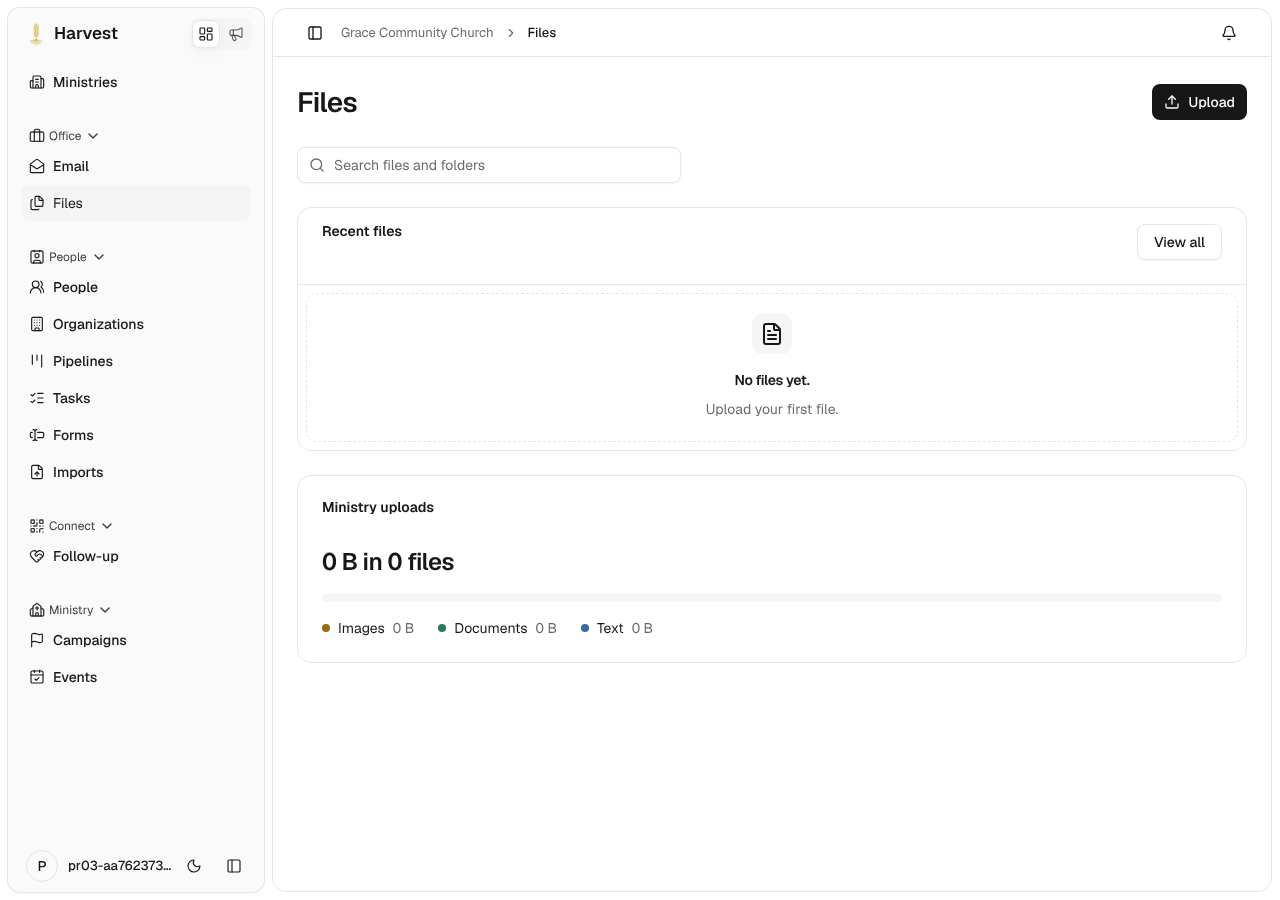 Harvest
Ministries
Office
Email
Files
People
People
Organizations
Pipelines
Tasks
Forms
Imports
Connect
Follow-up
Ministry
Campaigns
Events
P
pr03-aa762373...
Grace Community Church > Files
Files
Upload
Search files and folders
Recent files
View all
No files yet.
Upload your first file.
Ministry uploads
0 B in 0 files
Images 0 B Documents 0 B Text 0 B